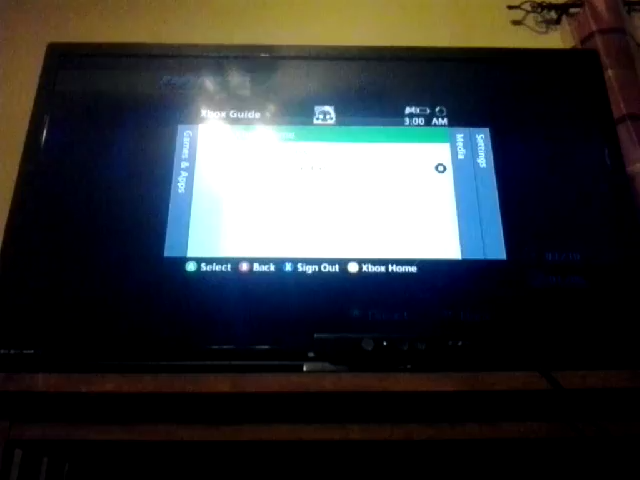 Xbox Guide
3:00 AM
Games & Apps
Media
Settings
A Select B Back X Sign Out Y Xbox Home